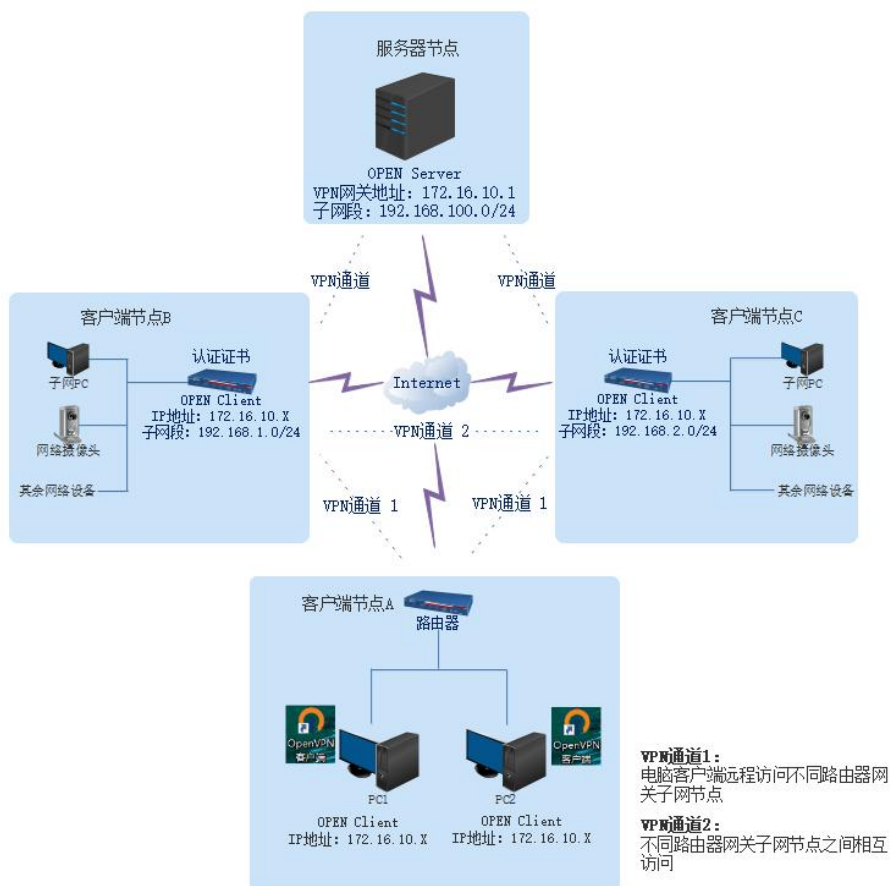 服务器节点
OPEN Server
VPN网关地址: 172.16.10.1
子网段: 192.168.100.0/24
VPN通道
VPN通道
客户端节点B
认证证书
子网PC
OPEN Client
IP地址: 172.16.10.X
子网段: 192.168.1.0/24
网络摄像头
其余网络设备
Internet
VPN通道 2
客户端节点C
认证证书
子网PC
OPEN Client
IP地址: 172.16.10.X
子网段: 192.168.2.0/24
网络摄像头
其余网络设备
VPN通道 1
VPN通道 1
客户端节点A
路由器
OpenVPN
客户端
PC1
OPEN Client
IP地址: 172.16.10.X
OpenVPN
客户端
PC2
OPEN Client
IP地址: 172.16.10.X
VPN通道1:
电脑客户端远程访问不同路由器网
关子网节点
VPN通道2:
不同路由器网关子网节点之间相互
访问